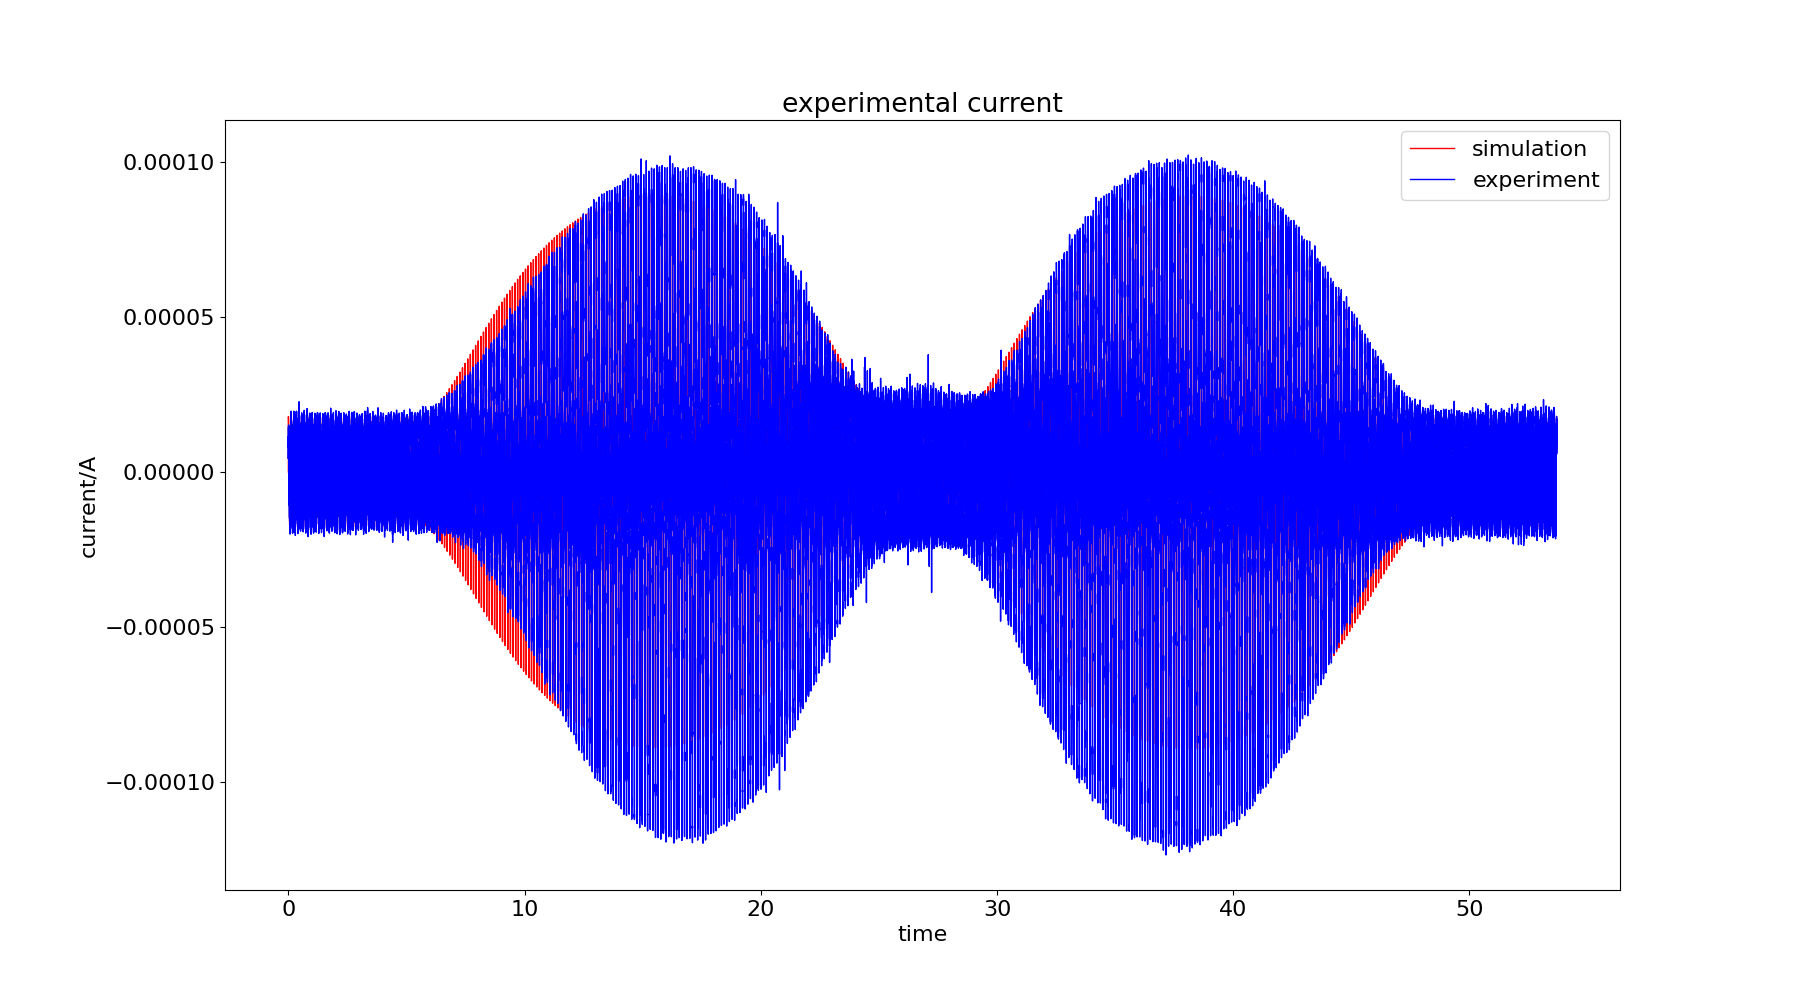 experimental current
simulation
experiment
0.00010
0.00005
0.00000
−0.00005
−0.00010
current/A
0 10 20 30 40 50
time